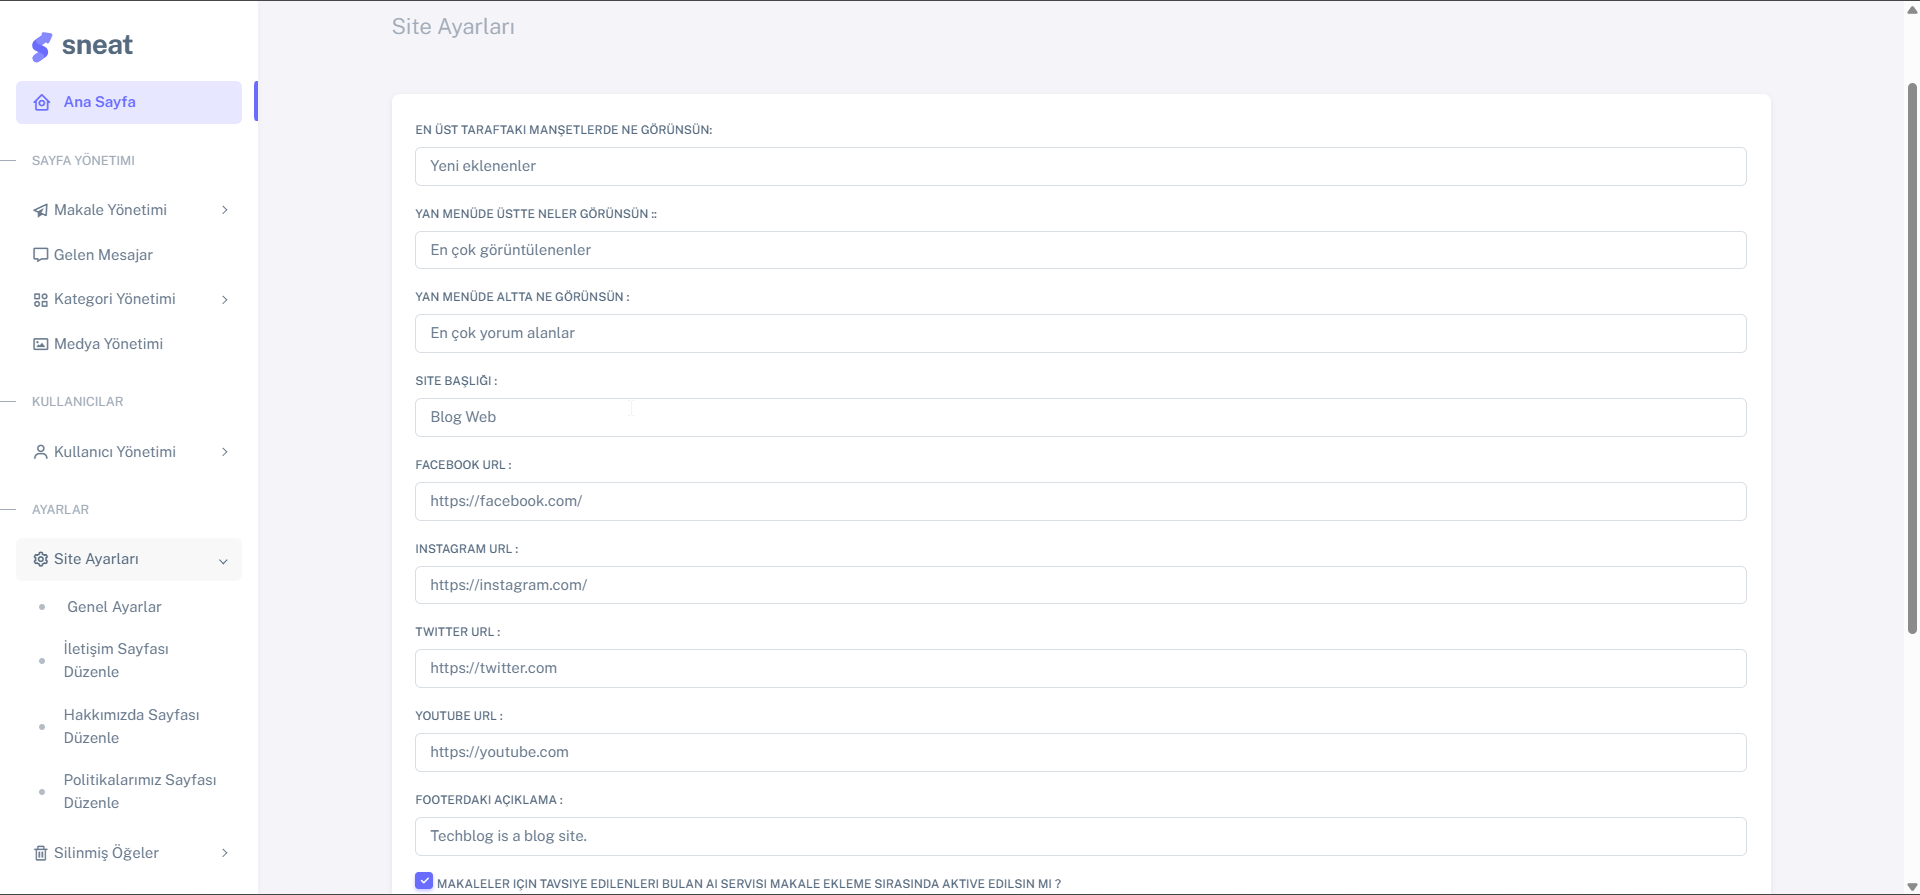 sneat
Ana Sayfa
SAYFA YÖNETIMI
Makale Yönetimi
Gelen Mesajar
Kategori Yönetimi
Medya Yönetimi
KULLANICILAR
Kullanıcı Yönetimi
AYARLAR
Site Ayarları
Genel Ayarlar
İletişim Sayfası
Düzenle
Hakkımızda Sayfası
Düzenle
Politikalarımız Sayfası
Düzenle
Silinmiş Öğeler
Site Ayarları
EN ÜST TARAFTAKI MANŞETLERDE NE GÖRÜNSÜN:
Yeni eklenenler
YAN MENÜDE ÜSTTE NELER GÖRÜNSÜN ::
En çok görüntülenenler
YAN MENÜDE ALTTA NE GÖRÜNSÜN :
En çok yorum alanlar
SITE BAŞLIĞI :
Blog Web
FACEBOOK URL :
https://facebook.com/
INSTAGRAM URL :
https://instagram.com/
TWITTER URL :
https://twitter.com
YOUTUBE URL :
https://youtube.com
FOOTERDAKI AÇIKLAMA :
Techblog is a blog site.
MAKALELER IÇIN TAVSIYE EDILENLERI BULAN AI SERVISI MAKALE EKLEME SIRASINDA AKTIVE EDILSIN MI ?